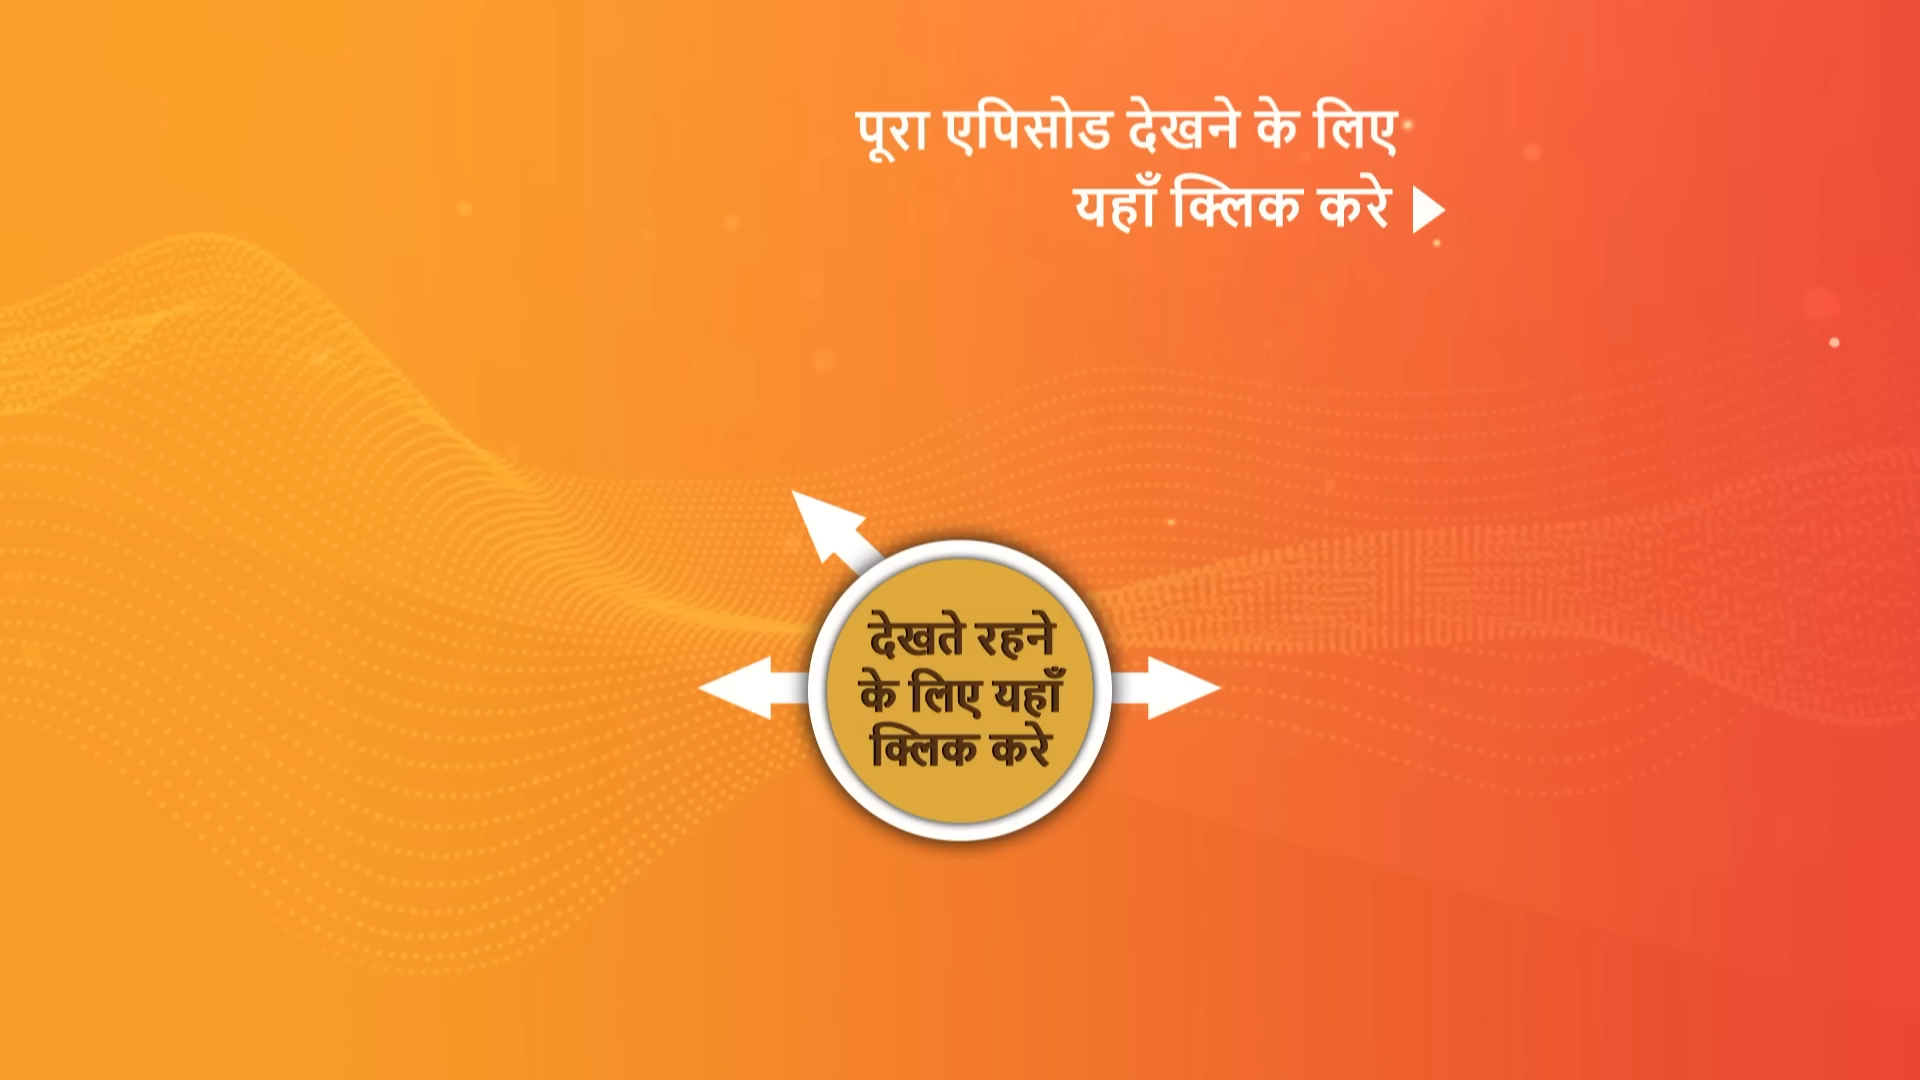 पूरा एपिसोड देखने के लिए
यहाँ क्लिक करे
देखते रहने
के लिए यहाँ
क्लिक करे